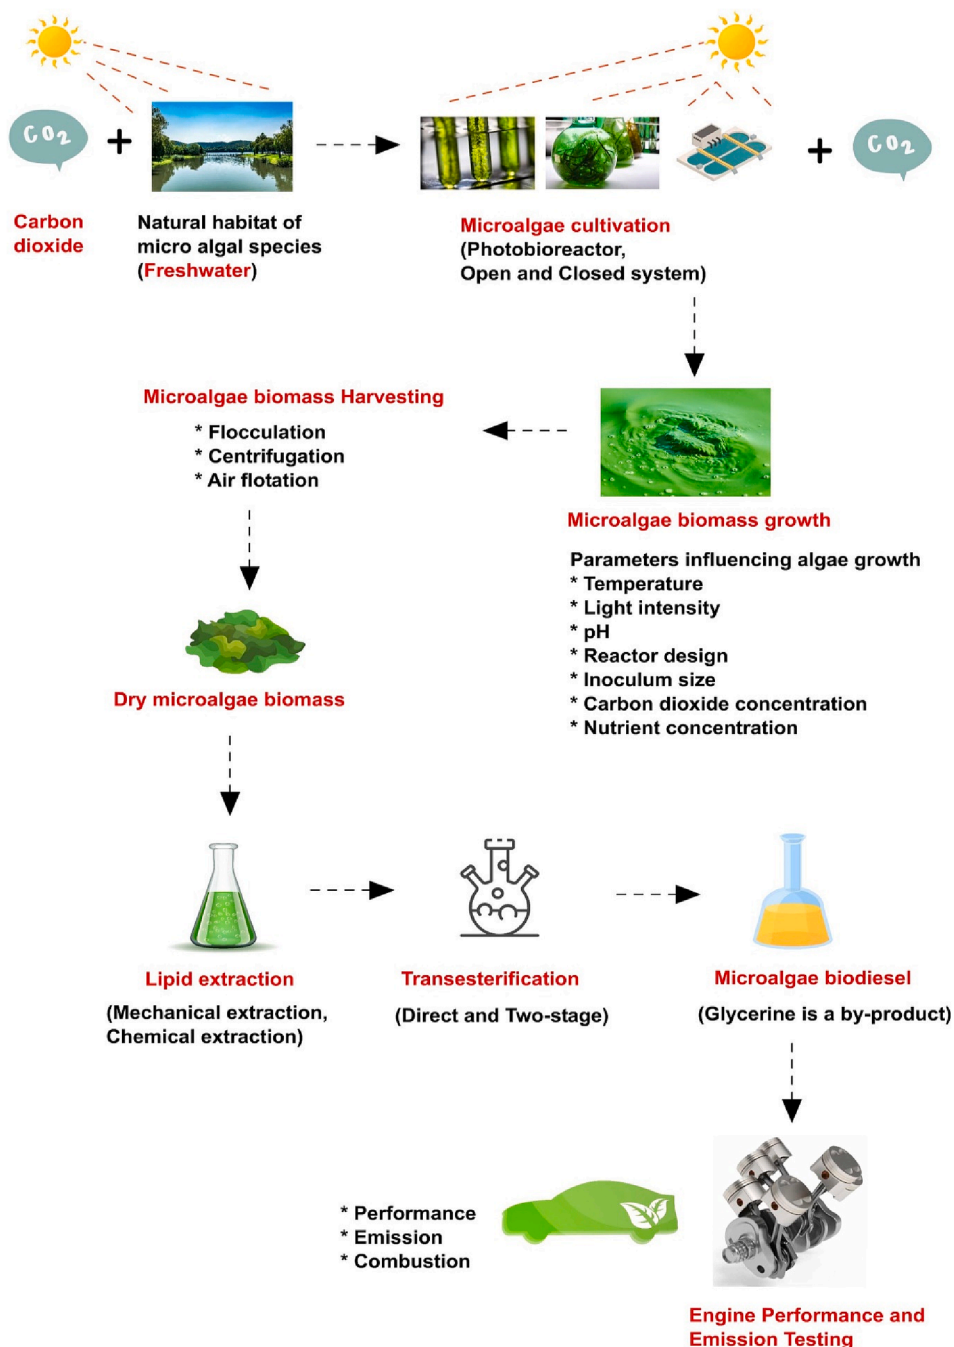 CO2
+
Carbon
dioxide
Natural habitat of
micro algal species
(Freshwater)
+
CO2
Microalgae cultivation
(Photobioreactor,
Open and Closed system)
Microalgae biomass growth
Parameters influencing algae growth
* Temperature
* Light intensity
* pH
* Reactor design
* Inoculum size
* Carbon dioxide concentration
* Nutrient concentration
Microalgae biomass Harvesting
* Flocculation
* Centrifugation
* Air flotation
Dry microalgae biomass
Lipid extraction
(Mechanical extraction,
Chemical extraction)
Transesterification
(Direct and Two-stage)
Microalgae biodiesel
(Glycerine is a by-product)
* Performance
* Emission
* Combustion
Engine Performance and
Emission Testing